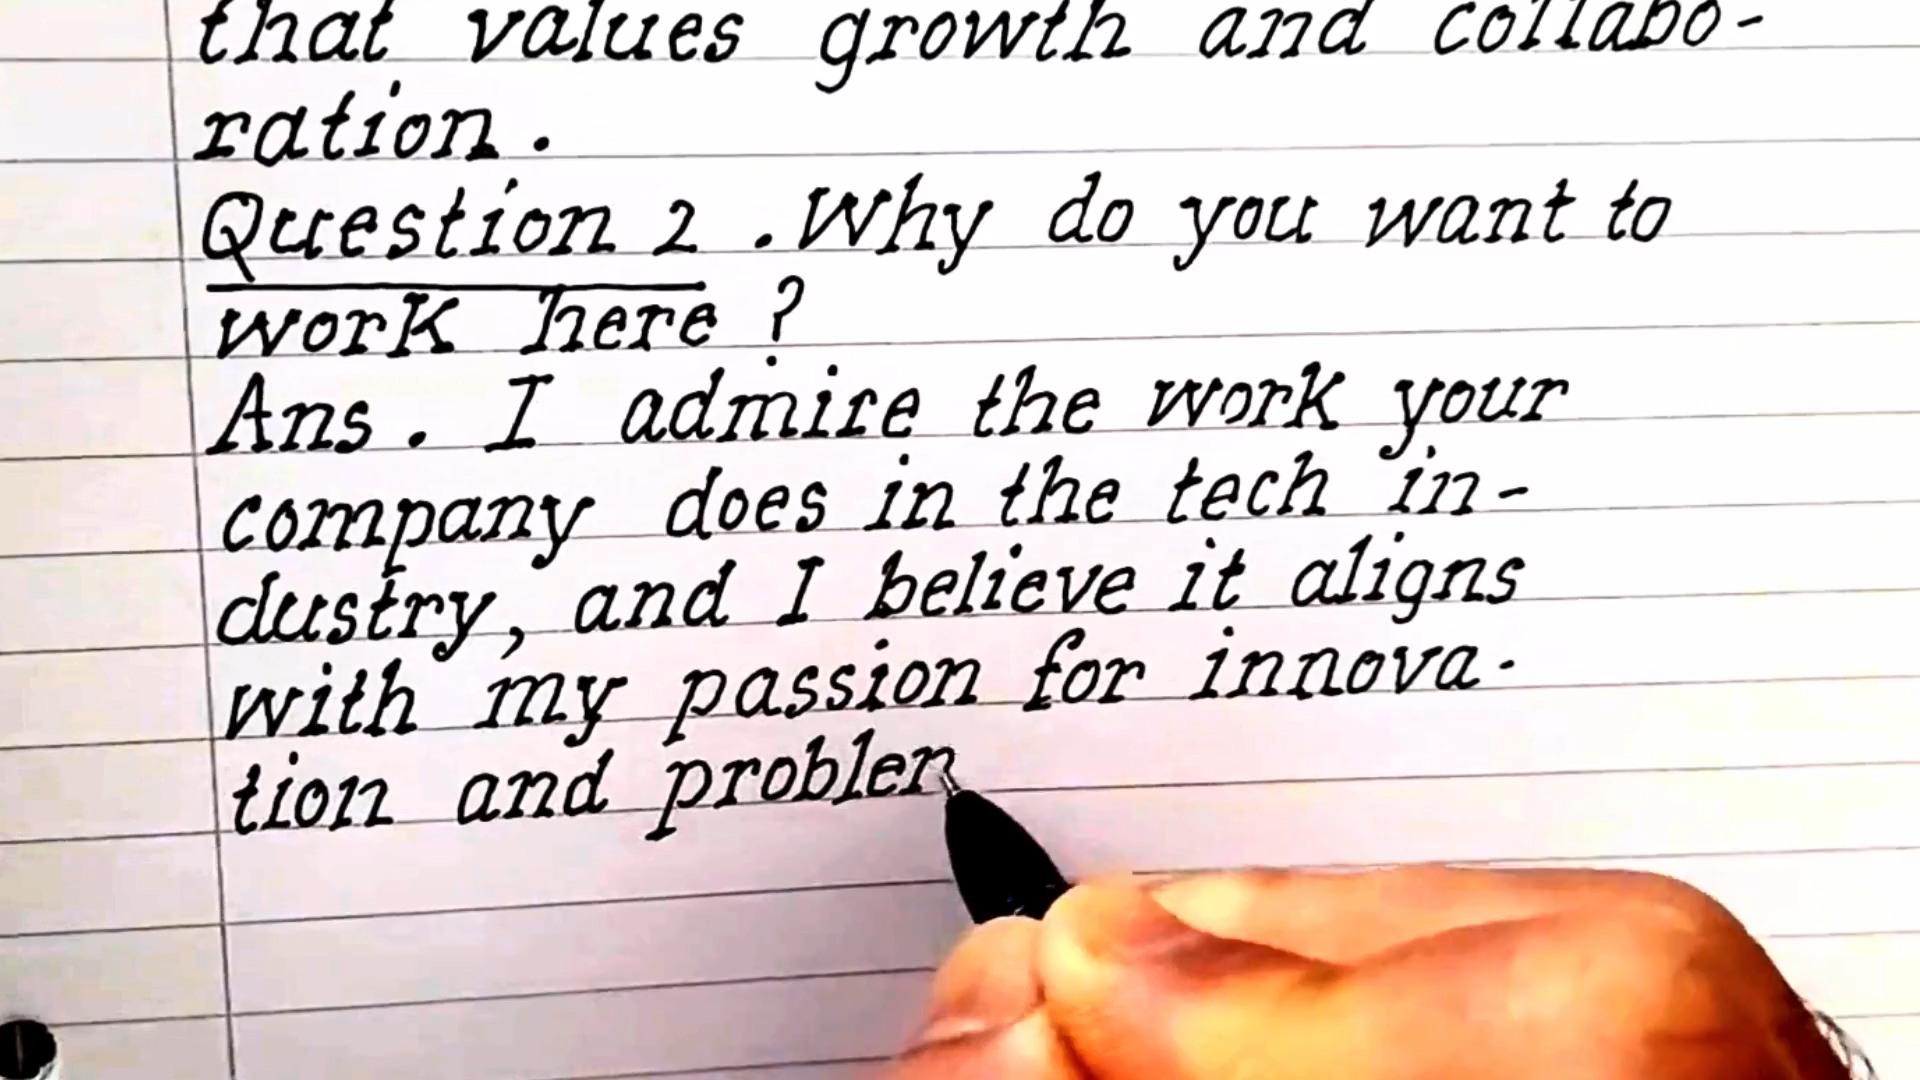 that values growth and collabo-
ration.
Question 2 . Why do you want to
work here ?
Ans. I admire the work your
company does in the tech in-
dustry, and I believe it aligns
with my passion for innova-
tion and problen